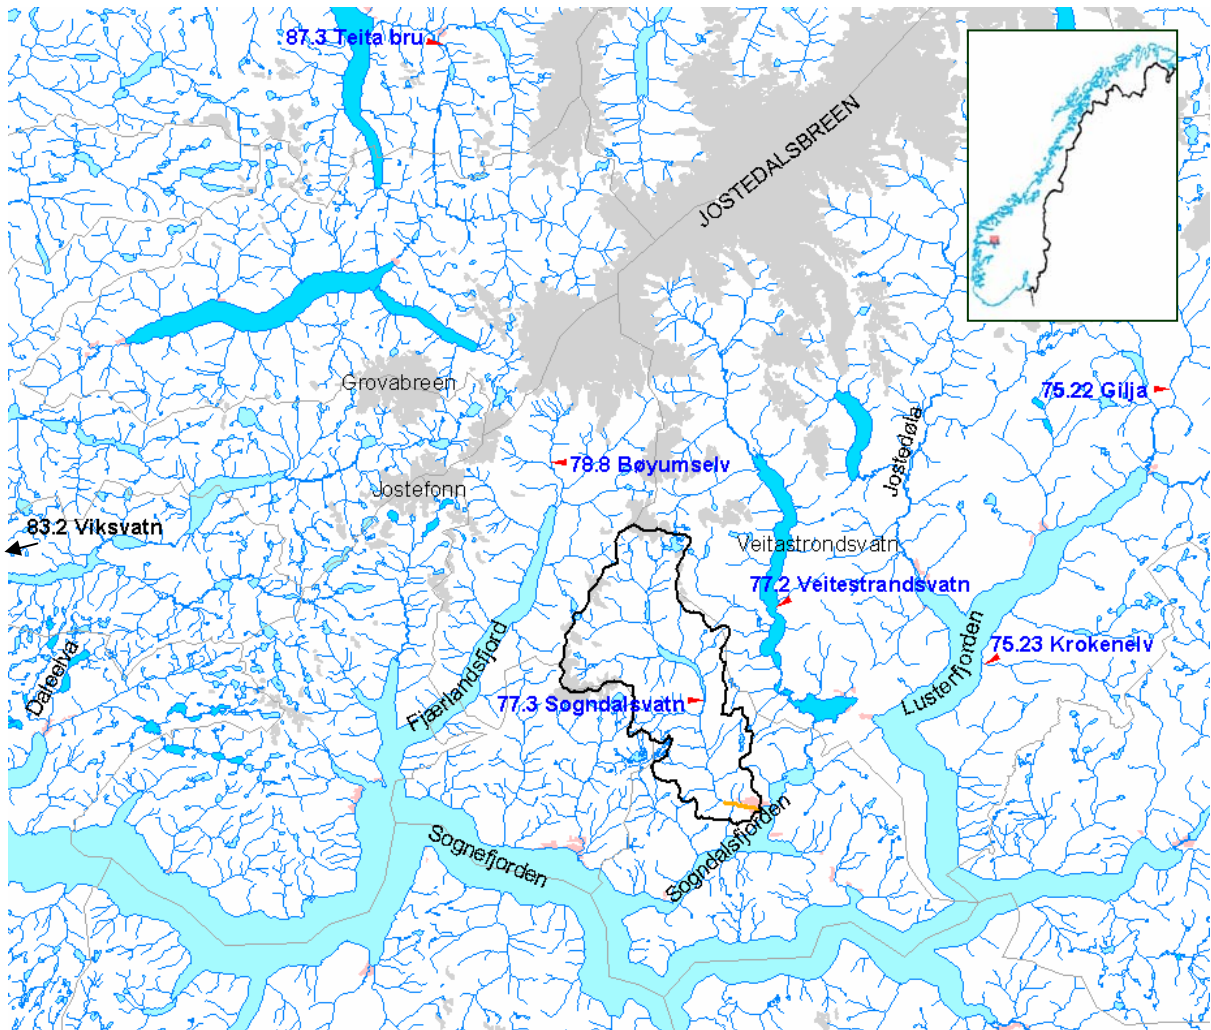 87.3 Teita bru
JOSTEDALSBREEN
Grovabreen
75.22 Gilja
Jostedøla
78.8 Bøyumselv
Jostefonn
83.2 Viksvatn
Veitastrondsvatn
77.2 Veitestrandsvatn
75.23 Krokenelv
Daleelva
Fjærlandsfjord
Lusterfjorden
77.3 Sogndalsvatn
Sognefjorden
Sogndalsfjorden